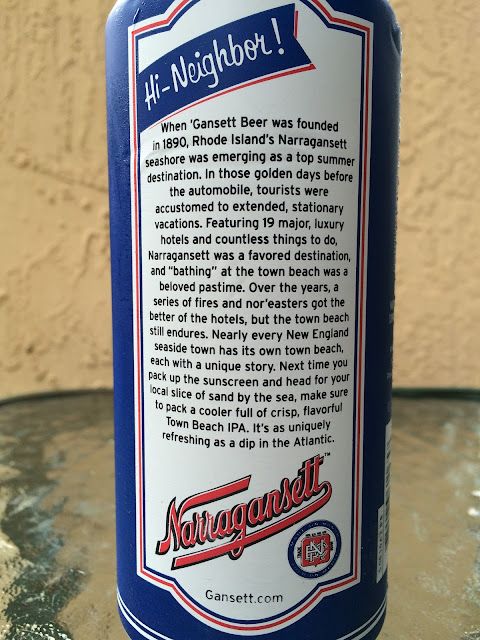 Hi-Neighbor!
When 'Gansett Beer was founded
in 1890, Rhode Island's Narragansett
seashore was emerging as a top summer
destination. In those golden days before
the automobile, tourists were
accustomed to extended, stationary
vacations. Featuring 19 major, luxury
hotels and countless things to do,
Narragansett was a favored destination,
and "bathing" at the town beach was a
beloved pastime. Over the years, a
series of fires and nor'easters got the
better of the hotels, but the town beach
still endures. Nearly every New England
seaside town has its own town beach,
each with a unique story. Next time you
pack up the sunscreen and head for your
local slice of sand by the sea, make sure
to pack a cooler full of crisp, flavorful
Town Beach IPA. It's as uniquely
refreshing as a dip in the Atlantic.
Narragansett™
Gansett.com